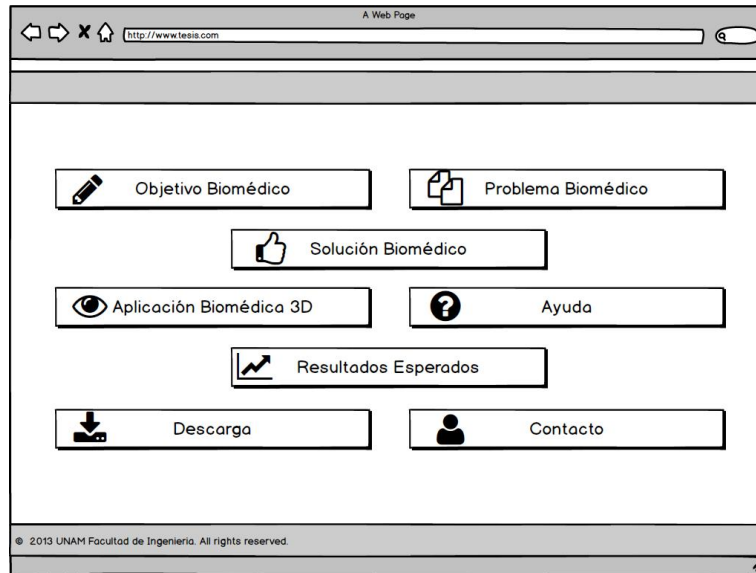 A Web Page
http://www.tesis.com
Objetivo Biomédico
Problema Biomédico
Solución Biomédico
Aplicación Biomédica 3D
Ayuda
Resultados Esperados
Descarga
Contacto
© 2013 UNAM Facultad de Ingenieria. All rights reserved.